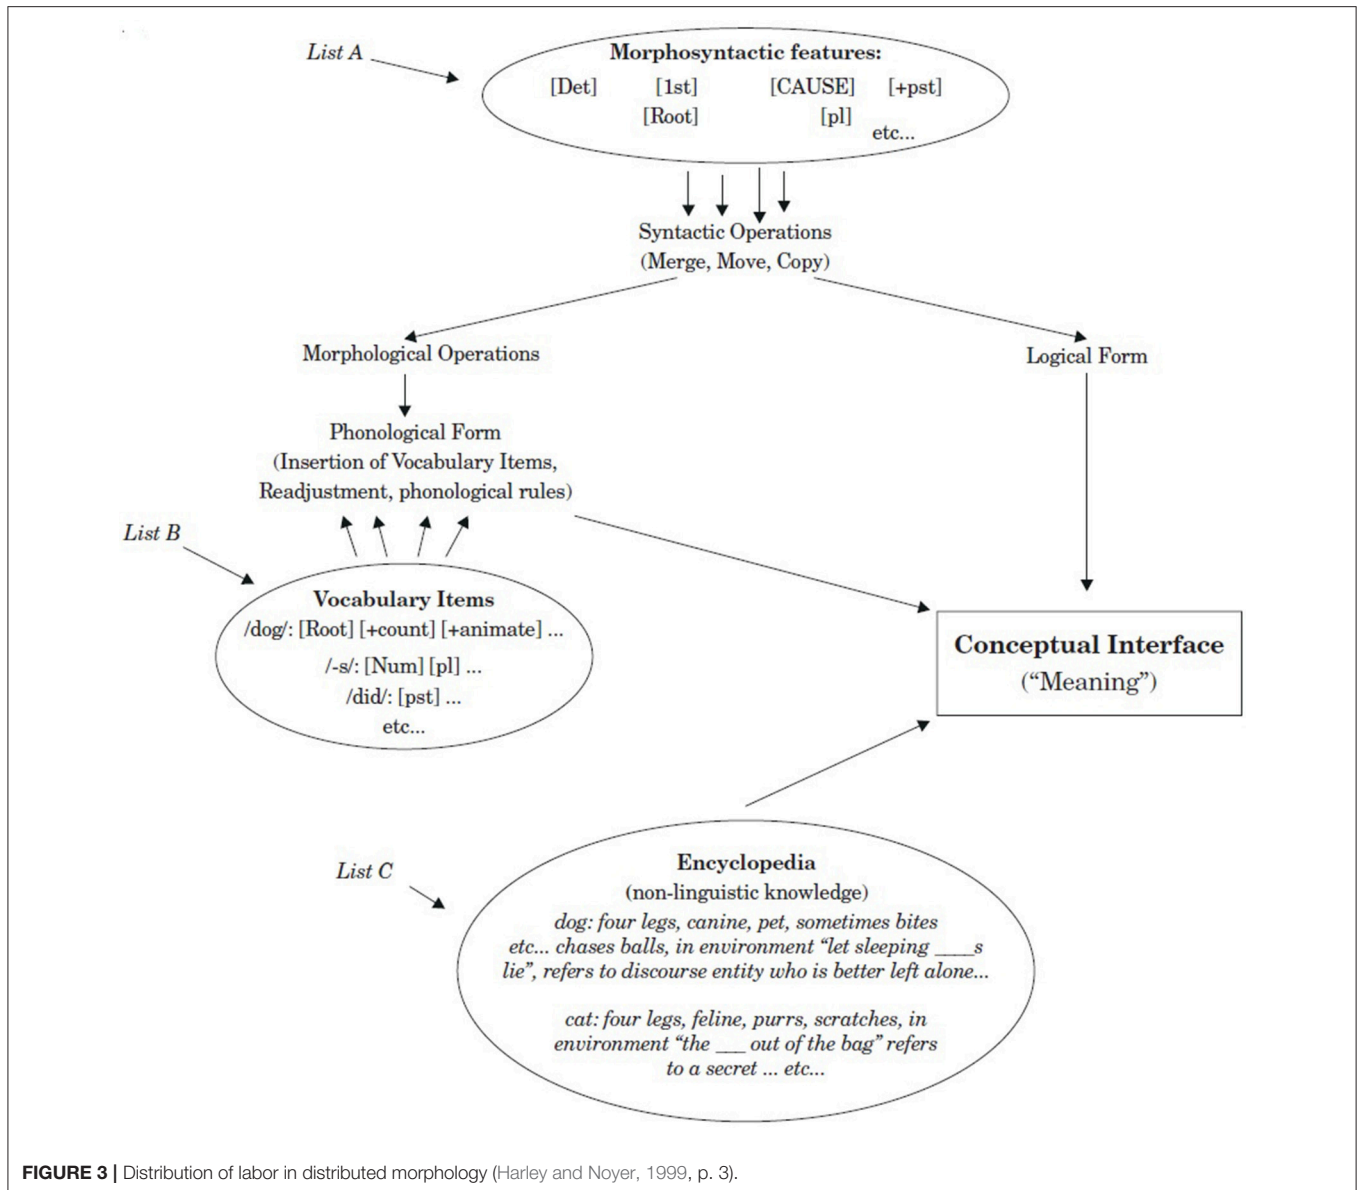 List A
Morphosyntactic features:
[Det] [1st] [CAUSE] [+pst]
[Root] [pl]
etc...
Syntactic Operations
(Merge, Move, Copy)
Morphological Operations
Logical Form
Phonological Form
(Insertion of Vocabulary Items,
Readjustment, phonological rules)
List B
Vocabulary Items
/dog/: [Root] [+count] [+animate] ...
/-s/: [Num] [pl] ...
/did/: [pst] ...
etc...
Conceptual Interface
(“Meaning”)
List C
Encyclopedia
(non-linguistic knowledge)
dog: four legs, canine, pet, sometimes bites
etc... chases balls, in environment “let sleeping ____s
lie”, refers to discourse entity who is better left alone...
cat: four legs, feline, purrs, scratches, in
environment “the ___ out of the bag” refers
to a secret ... etc...
FIGURE 3 | Distribution of labor in distributed morphology (Harley and Noyer, 1999, p. 3).